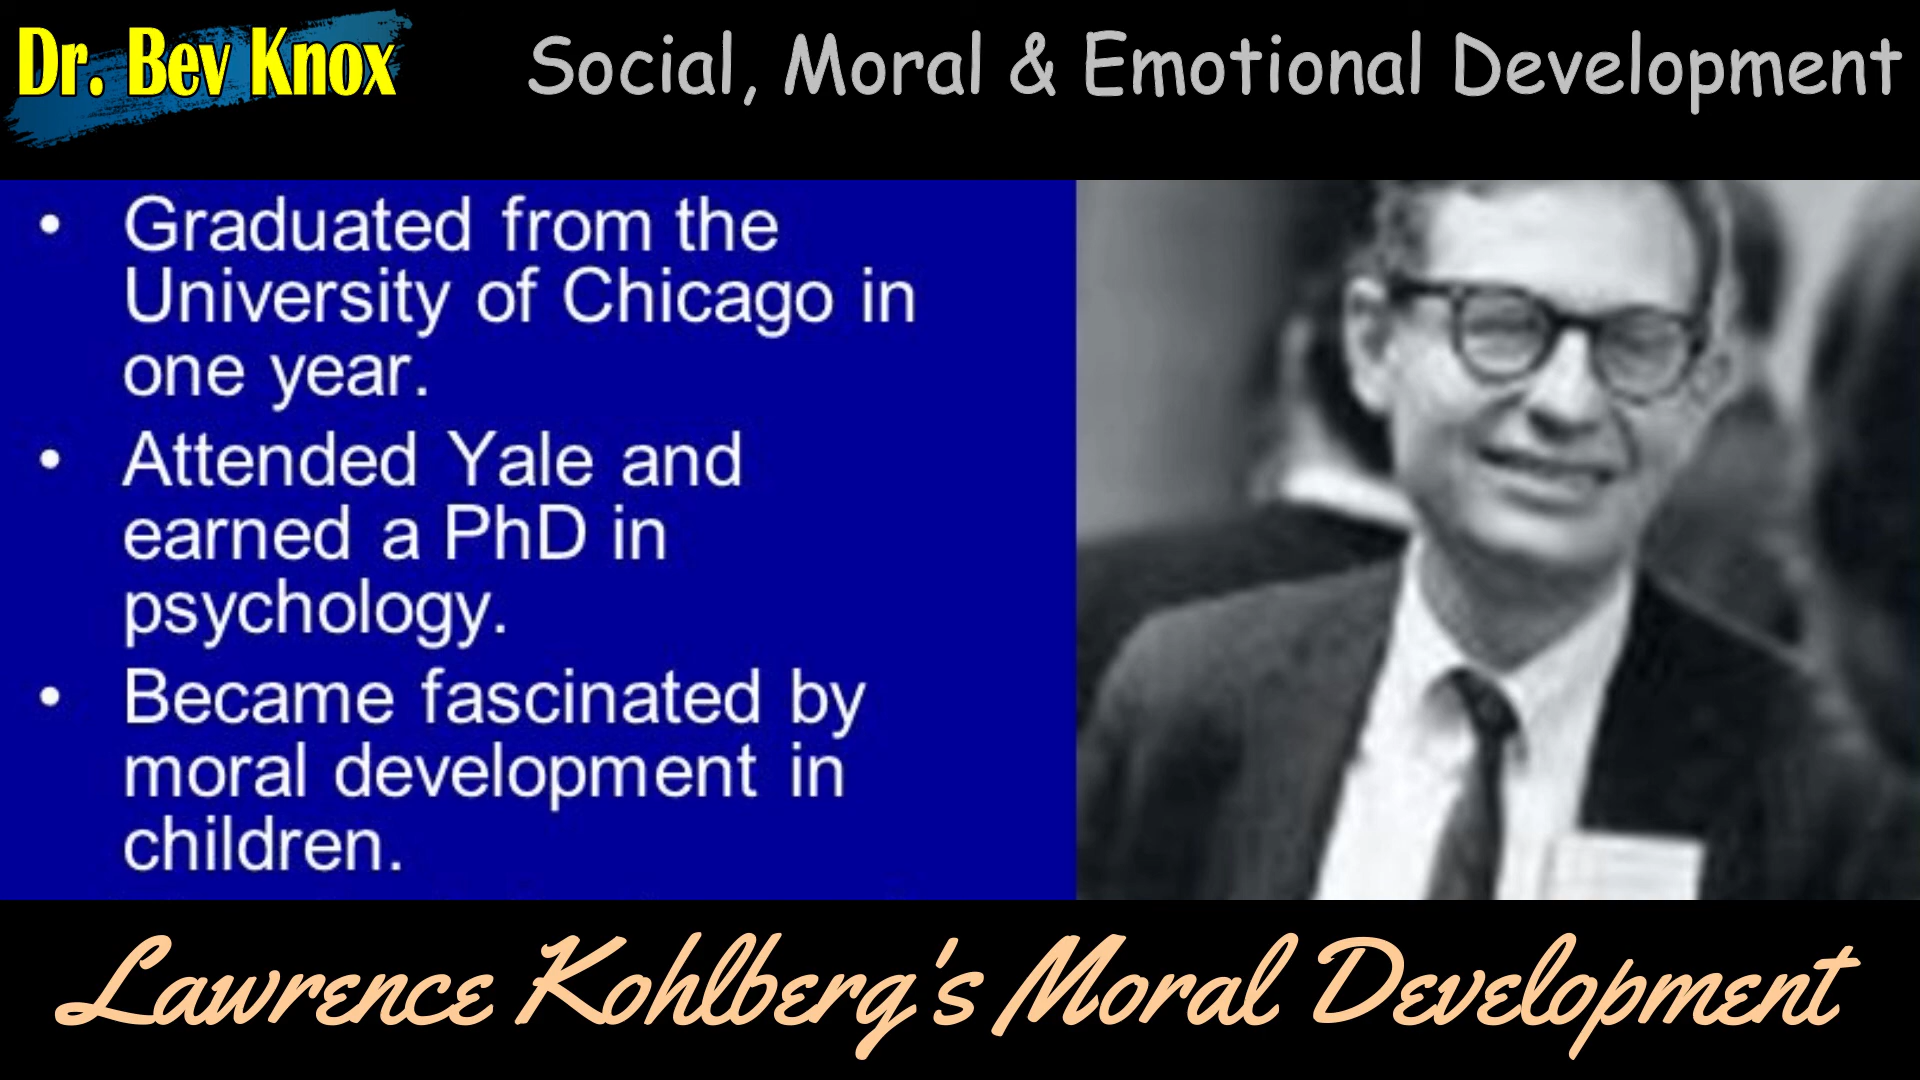 Dr. Bev Knox
Social, Moral & Emotional Development
• Graduated from the
University of Chicago in
one year.
• Attended Yale and
earned a PhD in
psychology.
• Became fascinated by
moral development in
children.
Lawrence Kohlberg's Moral Development